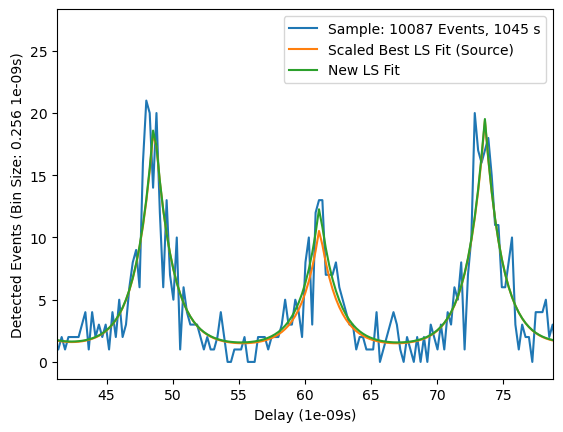 Sample: 10087 Events, 1045 s
Scaled Best LS Fit (Source)
New LS Fit
Detected Events (Bin Size: 0.256 1e-09s)
25
20
15
10
5
0
45
50
55
60
65
70
75
Delay (1e-09s)